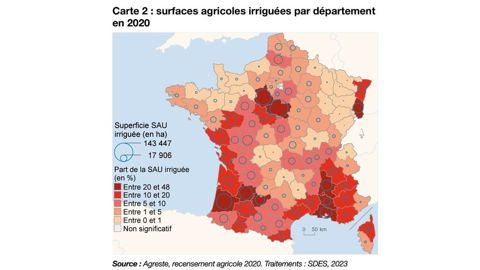 Carte 2 : surfaces agricoles irriguées par département
en 2020
Superficie SAU
irriguée (en ha)
143 447
17 906
Part de la SAU irriguée
(en %)
Entre 20 et 48
Entre 10 et 20
Entre 5 et 10
Entre 1 et 5
Entre 0 et 1
Non significatif
0 50 km
Source : Agreste, recensement agricole 2020. Traitements : SDES, 2023